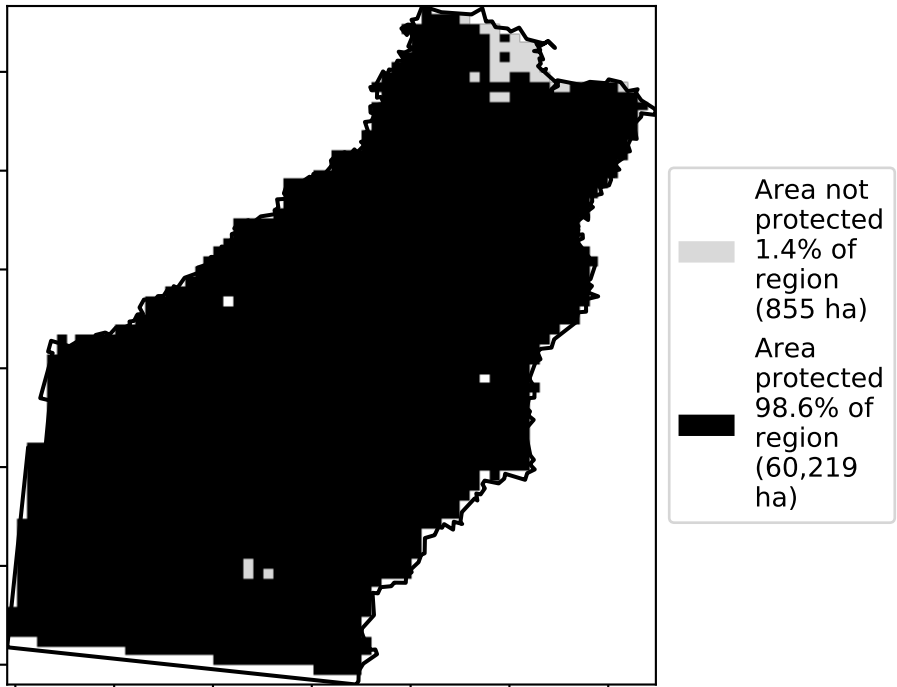 Area not
protected
1.4% of
region
(855 ha)
Area
protected
98.6% of
region
(60,219
ha)